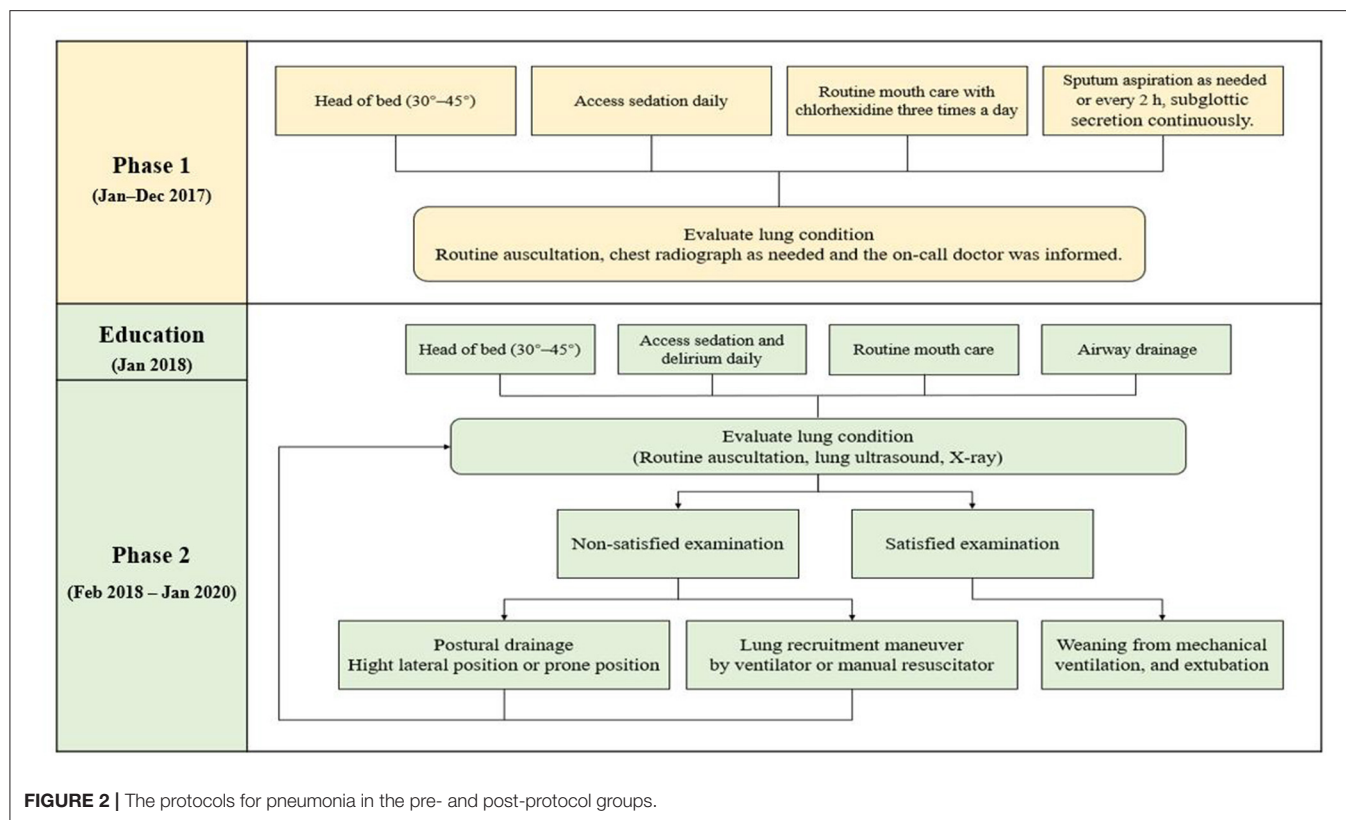 Phase 1
(Jan–Dec 2017)
Head of bed (30°–45°)
Access sedation daily
Routine mouth care with
chlorhexidine three times a day
Sputum aspiration as needed
or every 2 h, subglottic
secretion continuously.
Evaluate lung condition
Routine auscultation, chest radiograph as needed and the on-call doctor was informed.
Education
(Jan 2018)
Head of bed (30°–45°)
Access sedation and
delirium daily
Routine mouth care
Airway drainage
Phase 2
(Feb 2018 – Jan 2020)
Evaluate lung condition
(Routine auscultation, lung ultrasound, X-ray)
Non-satisfied examination
Satisfied examination
Postural drainage
Hight lateral position or prone position
Lung recruitment maneuver
by ventilator or manual resuscitator
Weaning from mechanical
ventilation, and extubation
FIGURE 2 | The protocols for pneumonia in the pre- and post-protocol groups.